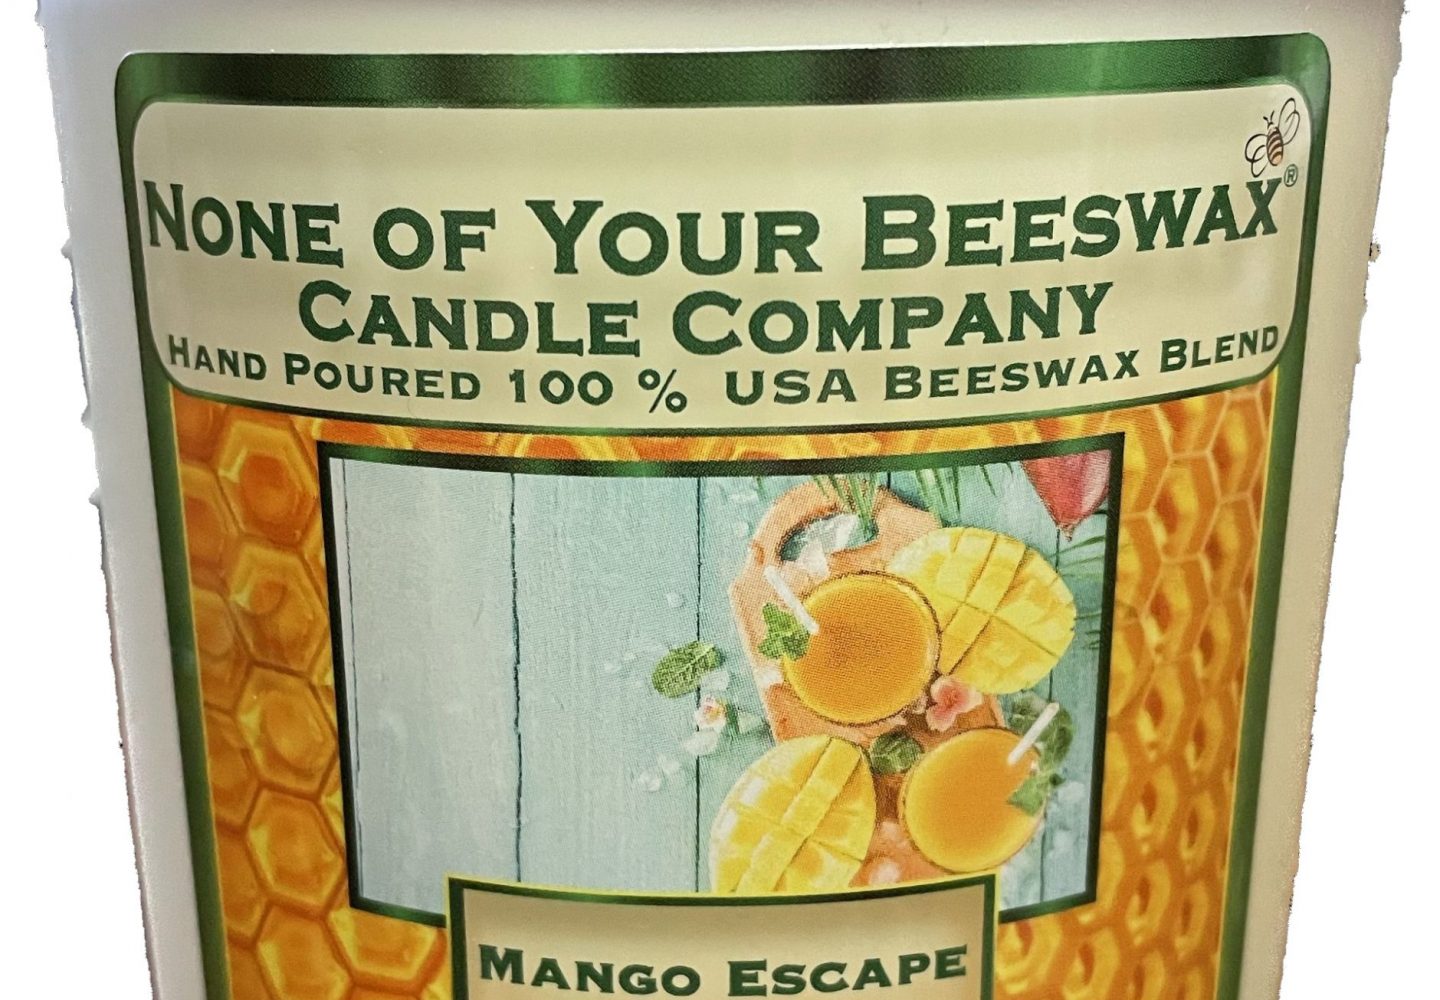 None of Your Beeswax®
Candle Company
Hand Poured 100 % USA Beeswax Blend
Mango Escape